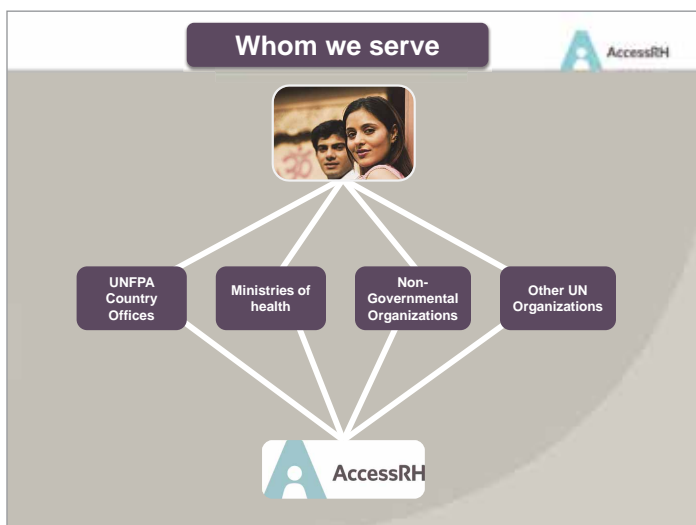 Whom we serve
AccessRH
UNFPA
Country
Offices
Ministries of
health
Non-
Governmental
Organizations
Other UN
Organizations
AccessRH